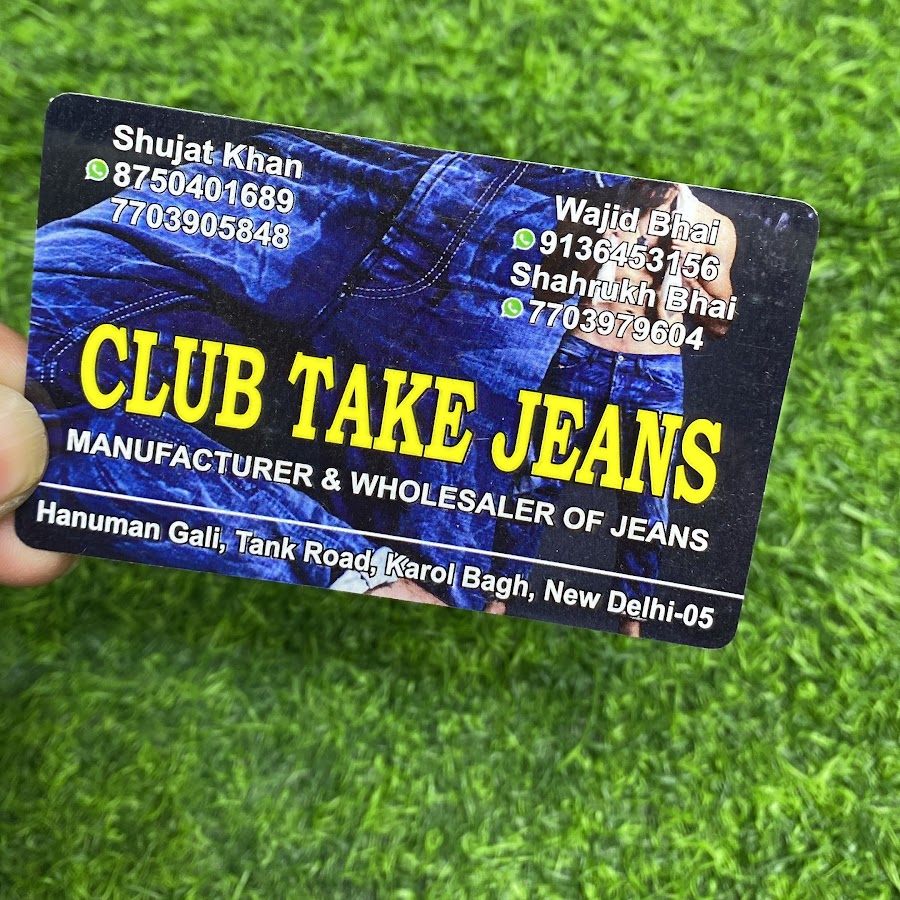 Shujat Khan
8750401689
7703905848
Wajid Bhai
9136453156
Shahrukh Bhai
7703979604
CLUB TAKE JEANS
MANUFACTURER & WHOLESALER OF JEANS
Hanuman Gali, Tank Road, Karol Bagh, New Delhi-05